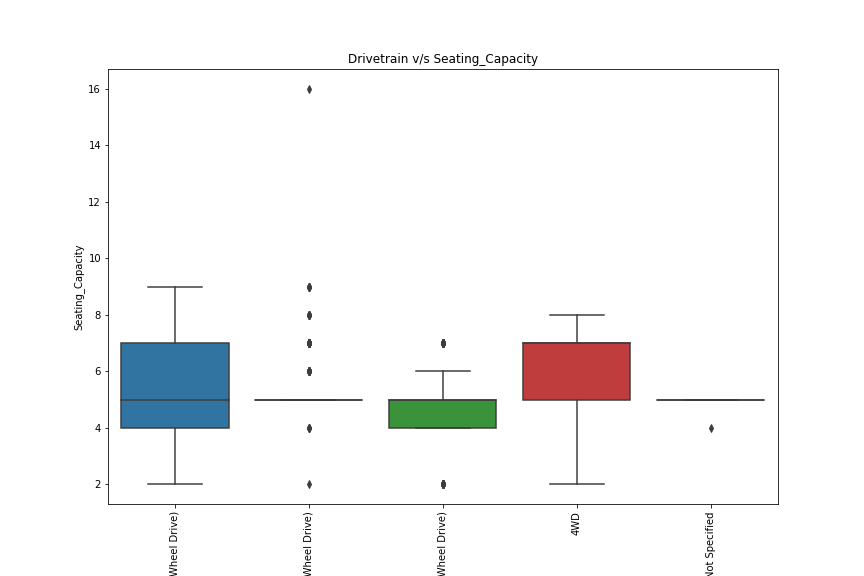 Drivetrain v/s Seating_Capacity
16
14
12
10
8
6
4
2
Seating_Capacity
Wheel Drive)
Wheel Drive)
Wheel Drive)
4WD
Not Specified